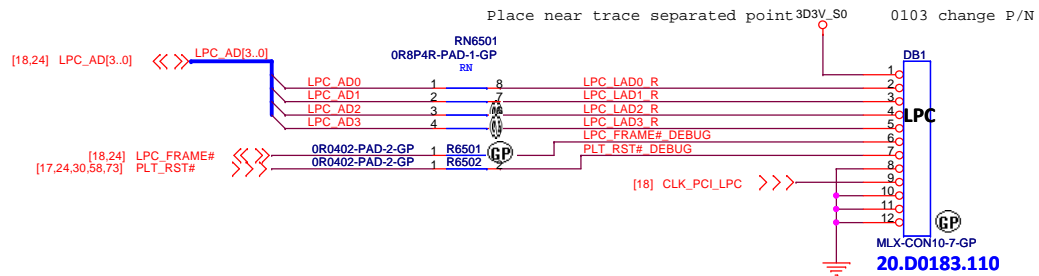 Place near trace separated point 3D3V_S0 0103 change P/N
RN6501
0R8P4R-PAD-1-GP
RN
DB1
[18,24] LPC_AD[3..0] LPC_AD[3..0]
1
LPC_AD0 1 8 LPC_LAD0_R 2
LPC_AD1 2 7 LPC_LAD1_R 3
LPC_AD2 3 LPC_LAD2_R 4
LPC
LPC_AD3 4 LPC_LAD3_R 5
LPC_FRAME#_DEBUG 6
[18,24] LPC_FRAME# 0R0402-PAD-2-GP 1 R6501 GP PLT_RST#_DEBUG 7
[17,24,30,58,73] PLT_RST# 0R0402-PAD-2-GP 1 R6502 2 8
[18] CLK_PCI_LPC 9
10
11
12
GP
MLX-CON10-7-GP
20.D0183.110